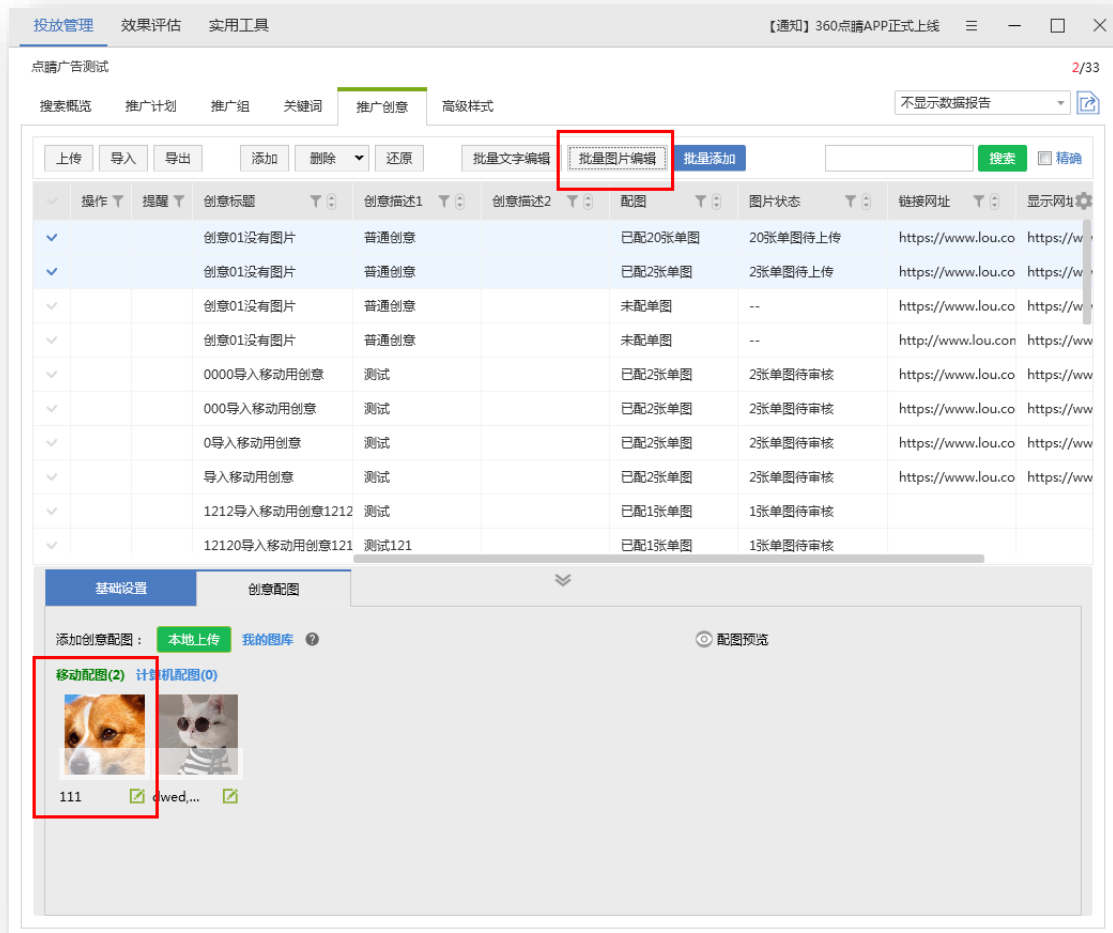 投放管理 效果评估 实用工具 【通知】360点睛APP正式上线
点睛广告测试 2/33
搜索概览 推广计划 推广组 关键词 推广创意 高级样式 不显示数据报告
上传 导入 导出 添加 删除 还原 批量文字编辑 批量图片编辑 批量添加 搜索 精确
操作 提醒 创意标题 创意描述1 创意描述2 配图 图片状态 链接网址 显示网址
创意01没有图片 普通创意 已配20张单图 20张单图待上传 https://www.lou.co https://w
创意01没有图片 普通创意 已配2张单图 2张单图待上传 https://www.lou.co https://w
创意01没有图片 普通创意 未配单图 -- https://www.lou.co https://w
创意01没有图片 普通创意 未配单图 -- http://www.lou.con https://ww
0000导入移动用创意 测试 已配2张单图 2张单图待审核 https://www.lou.co https://ww
000导入移动用创意 测试 已配2张单图 2张单图待审核 https://www.lou.co https://ww
0导入移动用创意 测试 已配2张单图 2张单图待审核 https://www.lou.co https://ww
导入移动用创意 测试 已配2张单图 2张单图待审核 https://www.lou.co https://ww
1212导入移动用创意1212 测试 已配1张单图 1张单图待审核
12120导入移动用创意121 测试121 已配1张单图 1张单图待审核
基础设置 创意配图
添加创意配图： 本地上传 我的图库 配图预览
移动配图(2) 计算机配图(0)
111 dwed,...